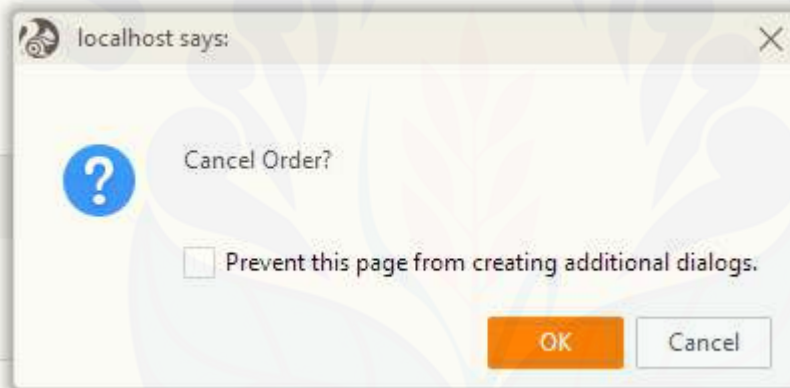 localhost says:
Cancel Order?
Prevent this page from creating additional dialogs.
OK
Cancel